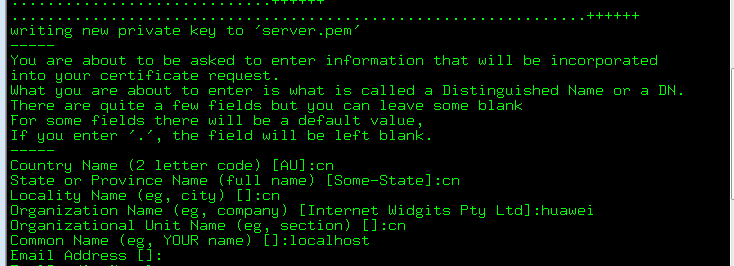 ..............................++++++
..................................................................++++++
writing new private key to 'server.pem'
-----
You are about to be asked to enter information that will be incorporated
into your certificate request.
What you are about to enter is what is called a Distinguished Name or a DN.
There are quite a few fields but you can leave some blank
For some fields there will be a default value,
If you enter '.', the field will be left blank.
-----
Country Name (2 letter code) [AU]:cn
State or Province Name (full name) [Some-State]:cn
Locality Name (eg, city) []:cn
Organization Name (eg, company) [Internet Widgits Pty Ltd]:huawei
Organizational Unit Name (eg, section) []:cn
Common Name (eg, YOUR name) []:localhost
Email Address []: